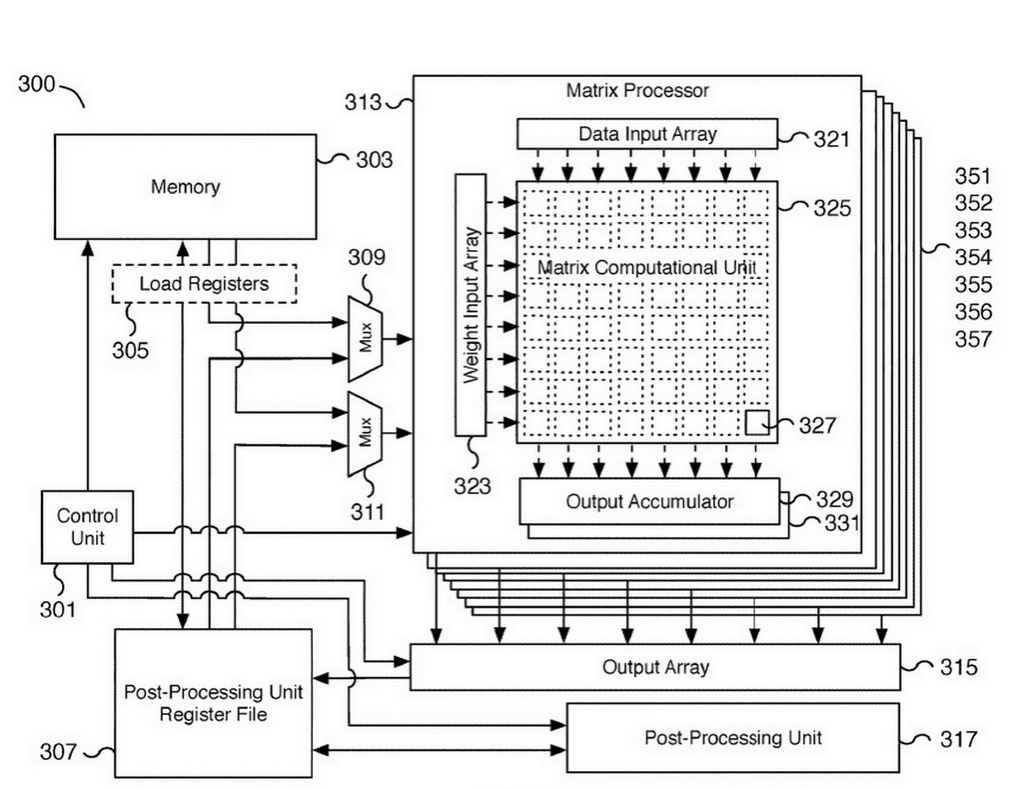 300
313
Matrix Processor
Data Input Array
321
303
Memory
351
352
353
354
355
356
357
325
Weight Input Array
Matrix Computational Unit
309
Load Registers
305
Mux
Mux
327
323
311
Output Accumulator
329
331
Control
Unit
301
Output Array
315
Post-Processing Unit
Register File
307
Post-Processing Unit
317